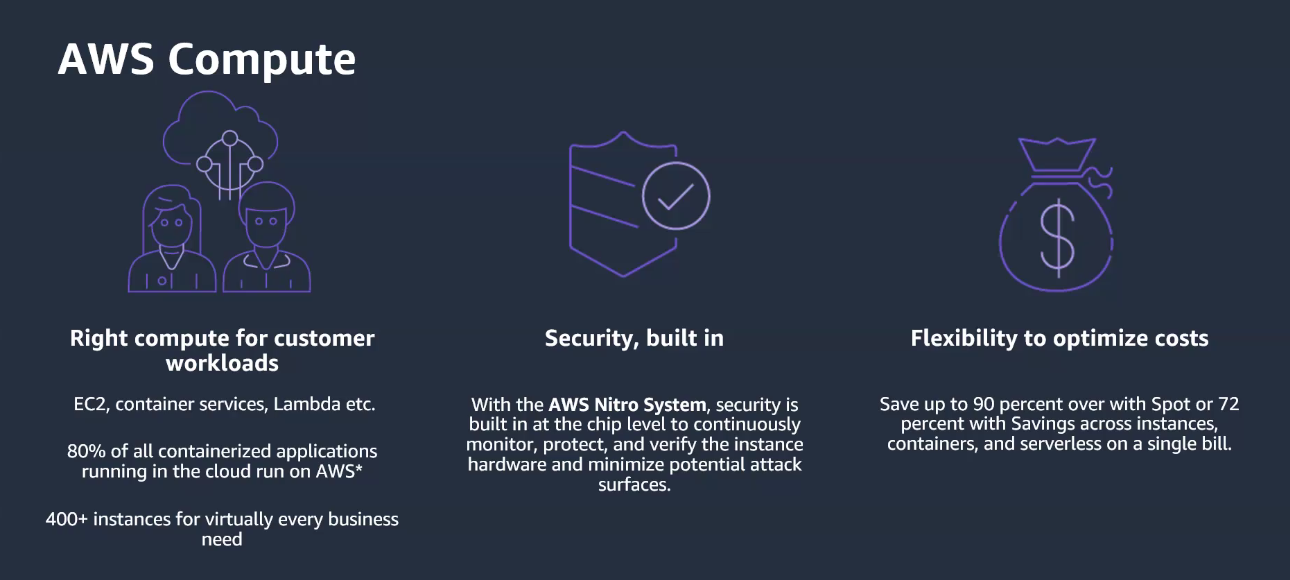 AWS Compute
Right compute for customer
workloads
EC2, container services, Lambda etc.
80% of all containerized applications
running in the cloud run on AWS*
400+ instances for virtually every business
need
Security, built in
With the AWS Nitro System, security is
built in at the chip level to continuously
monitor, protect, and verify the instance
hardware and minimize potential attack
surfaces.
Flexibility to optimize costs
Save up to 90 percent over with Spot or 72
percent with Savings across instances,
containers, and serverless on a single bill.
$